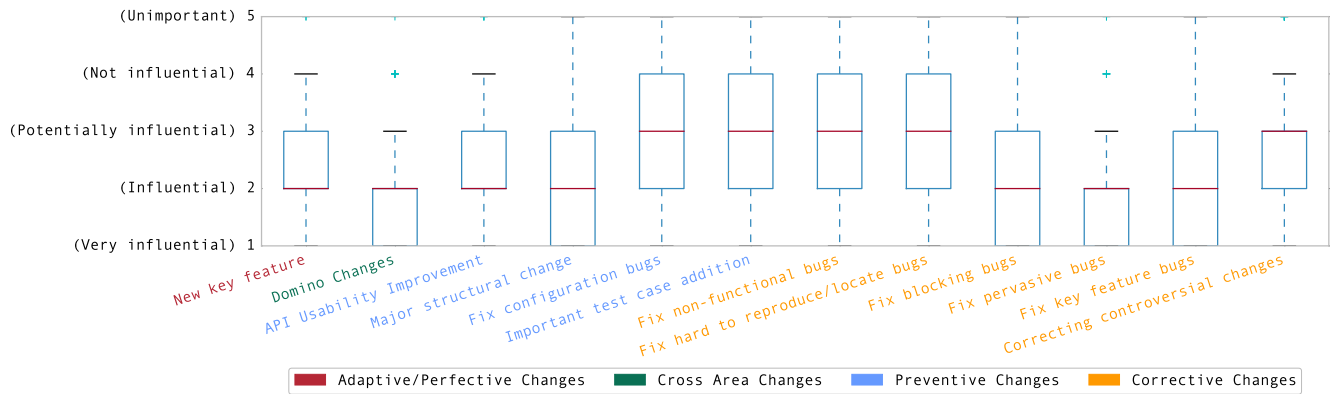 (Unimportant) 5
(Not influential) 4
(Potentially influential) 3
(Influential) 2
(Very influential) 1
New key feature
Domino Changes
API Usability Improvement
Major structural change
Fix configuration bugs
Important test case addition
Fix non-functional bugs
Fix hard to reproduce/locate bugs
Fix blocking bugs
Fix pervasive bugs
Fix key feature bugs
Correcting controversial changes
Adaptive/Perfective Changes Cross Area Changes Preventive Changes Corrective Changes